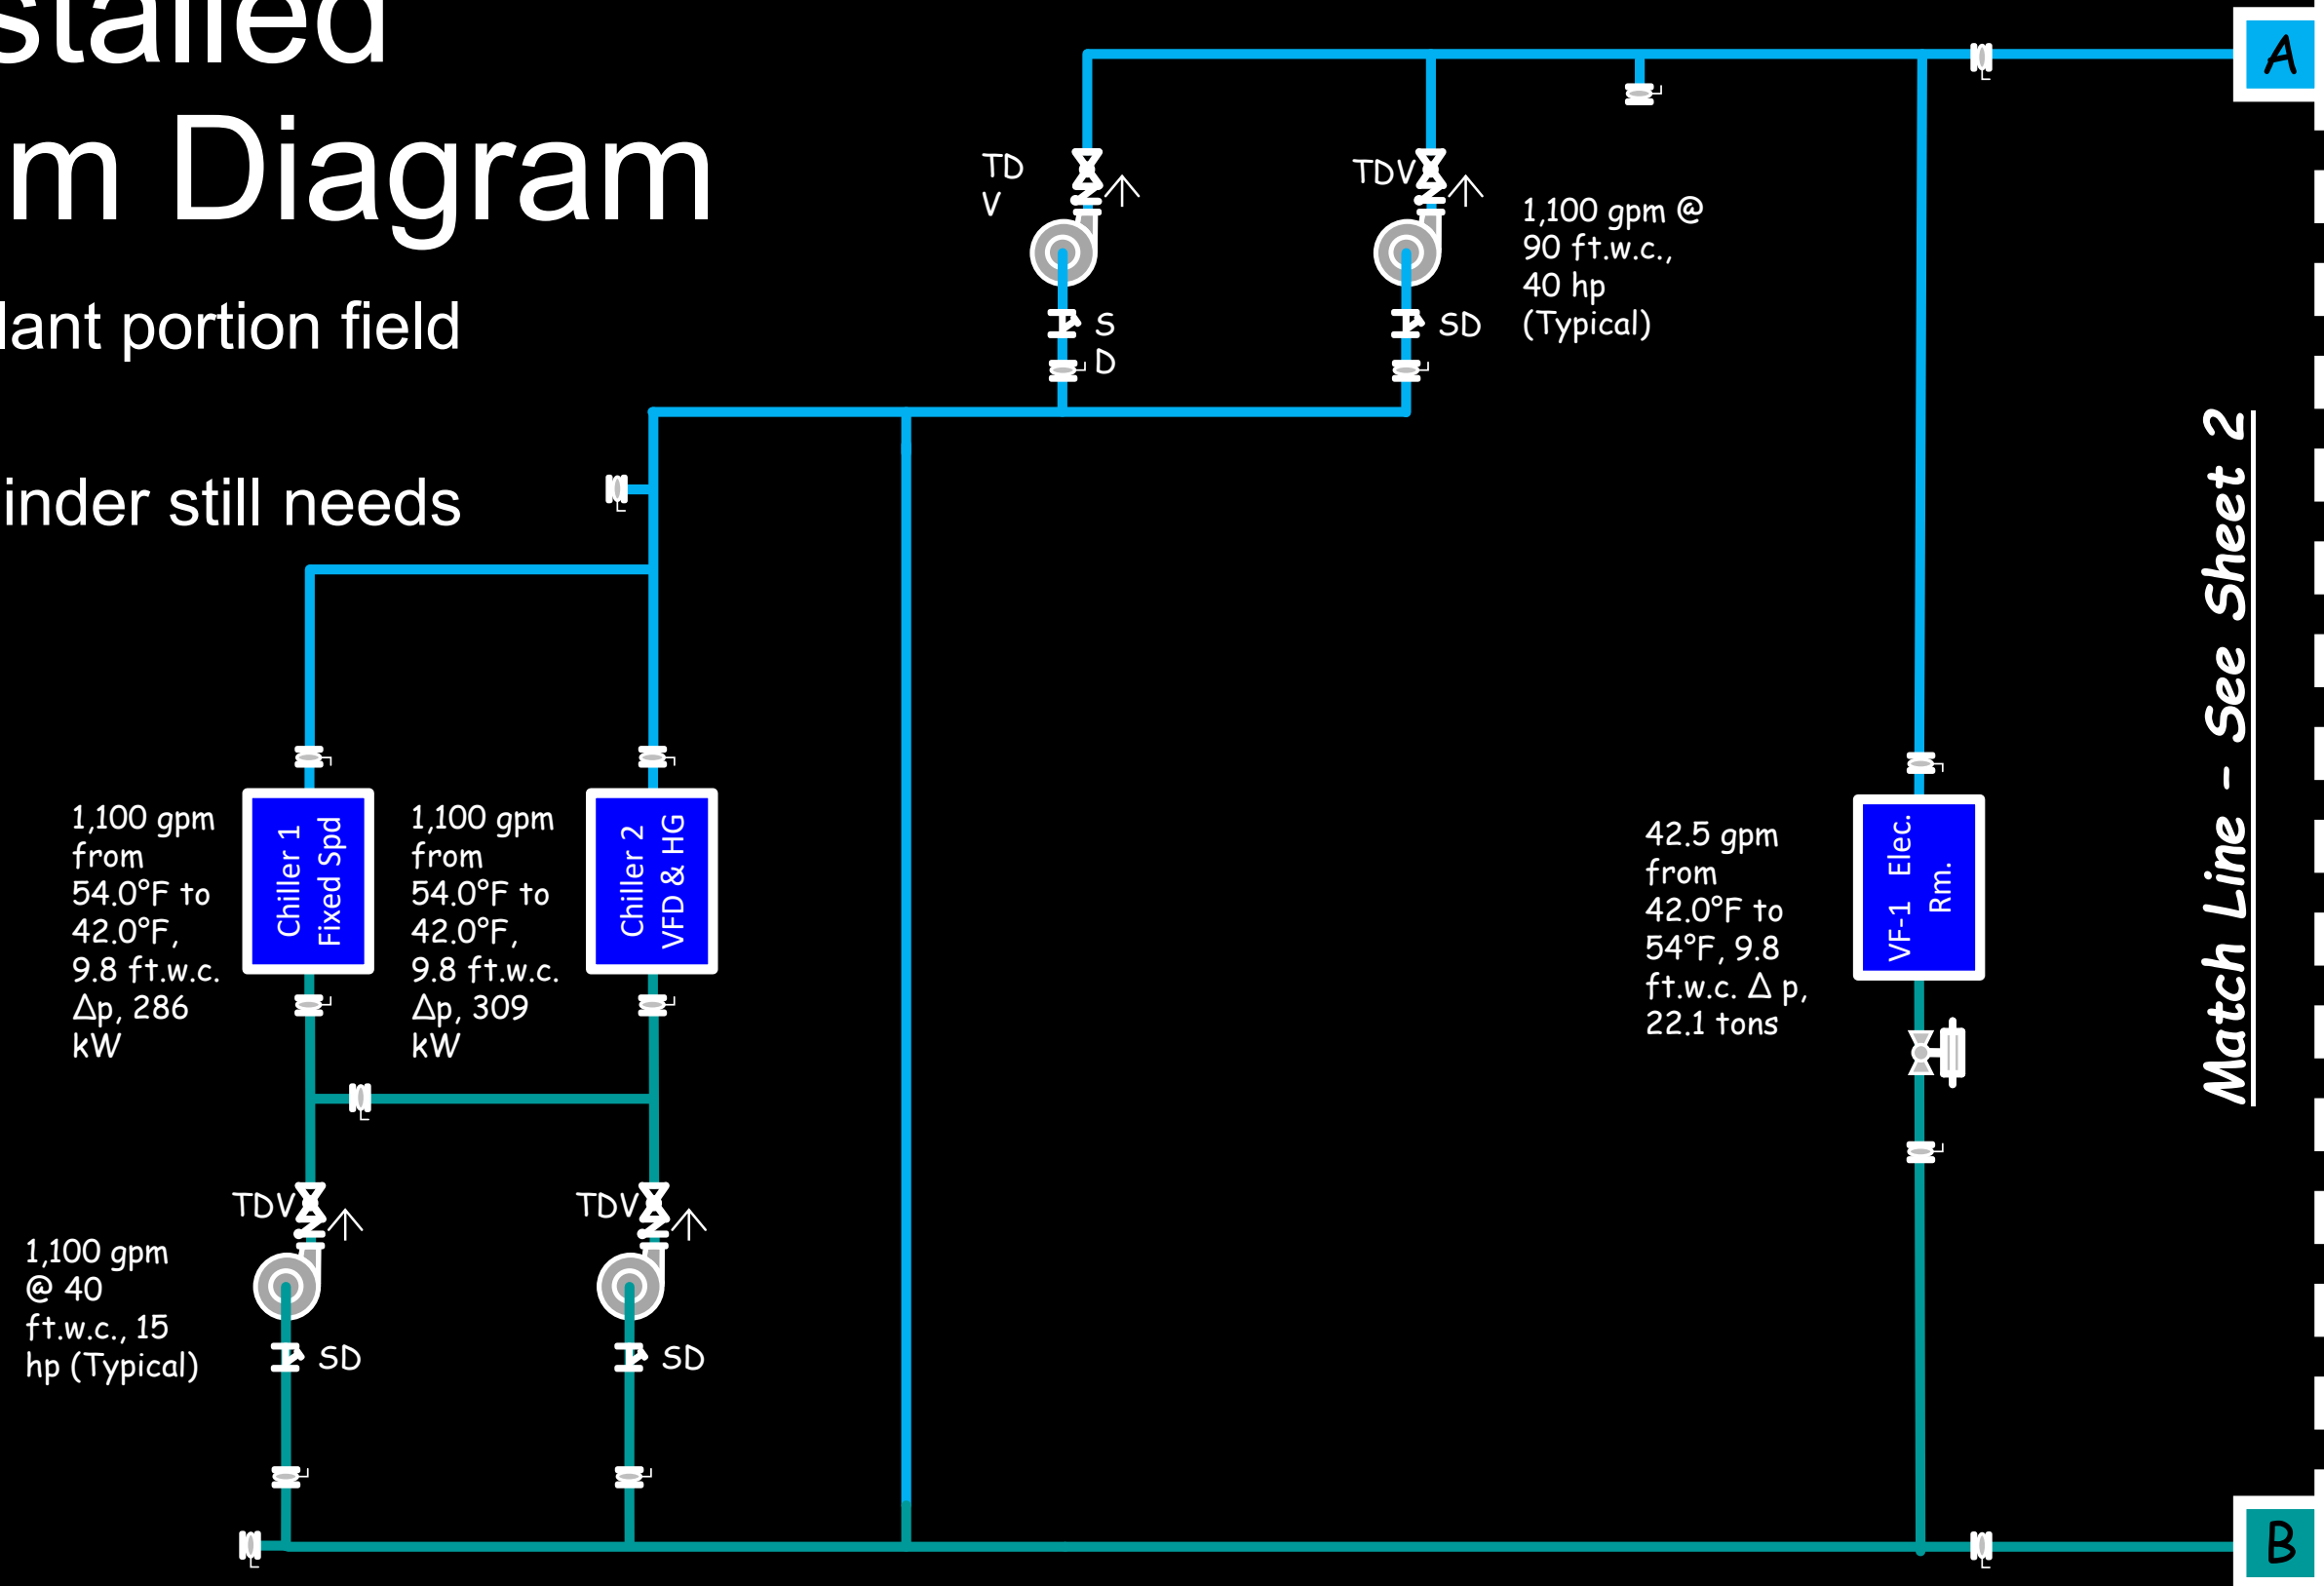 stalled
m Diagram
lant portion field
inder still needs
A
TD
V
TDV
1,100 gpm @
90 ft.w.c.,
40 hp
(Typical)
S
D
SD
Match Line - See Sheet 2
1,100 gpm
from
54.0°F to
42.0°F,
9.8 ft.w.c.
Δp, 286
kW
Chiller 1
Fixed Spd
1,100 gpm
from
54.0°F to
42.0°F,
9.8 ft.w.c.
Δp, 309
kW
Chiller 2
VFD & HG
42.5 gpm
from
42.0°F to
54°F, 9.8
ft.w.c. Δ p,
22.1 tons
VF-1 Elec.
Rm.
TDV
TDV
1,100 gpm
@ 40
ft.w.c., 15
hp (Typical)
SD
SD
B